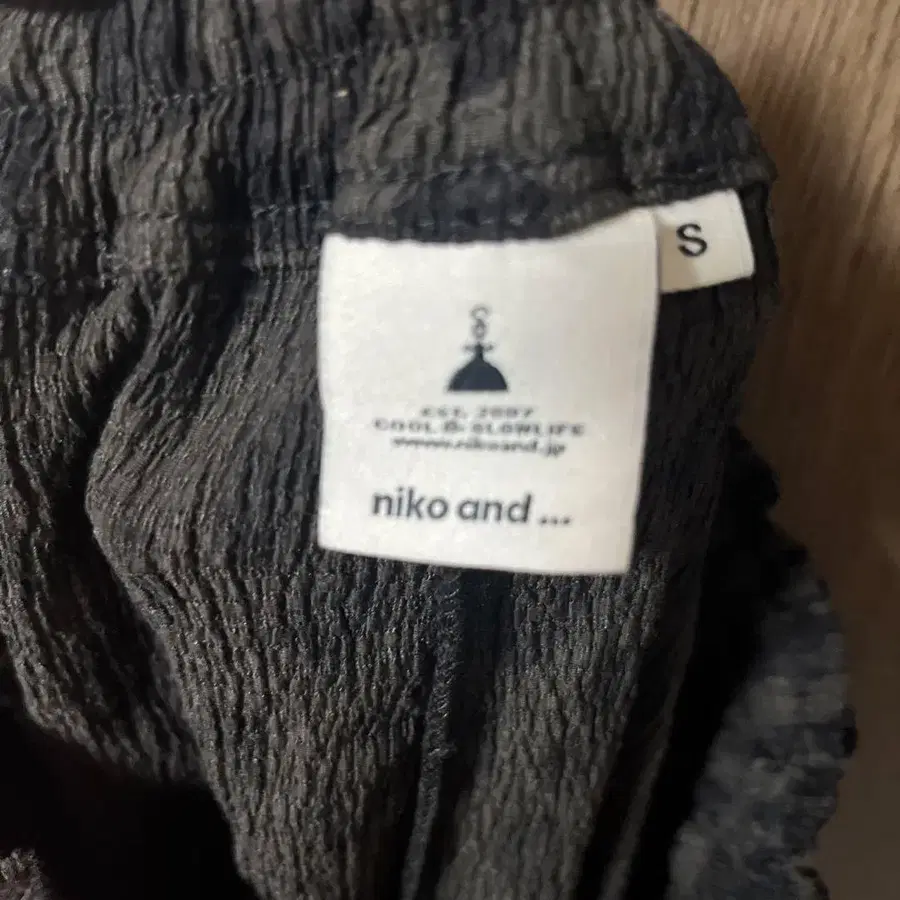 S
EST. 2007
COOL & SLOWLIFE
www.nikoand.jp
niko and ...